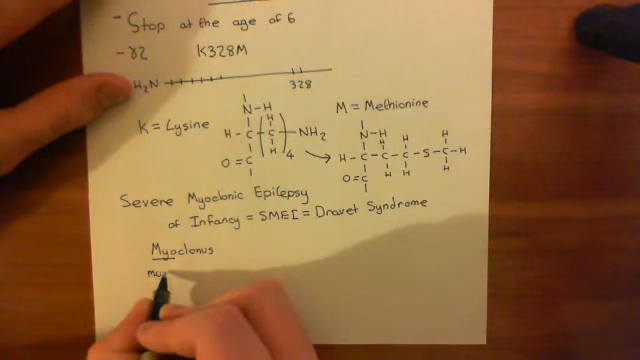 - Stop at the age of 6
- γ2 K328M
H₂N 328
K = Lysine
M = Methionine
N-H
H-C-(C)-NH₂
H
H
4
O=C
N-H
H H H
H-C-C-C-S-C-H
H H H
O=C
Severe Myoclonic Epilepsy
of Infancy = SMEI = Dravet Syndrome
Myoclonus